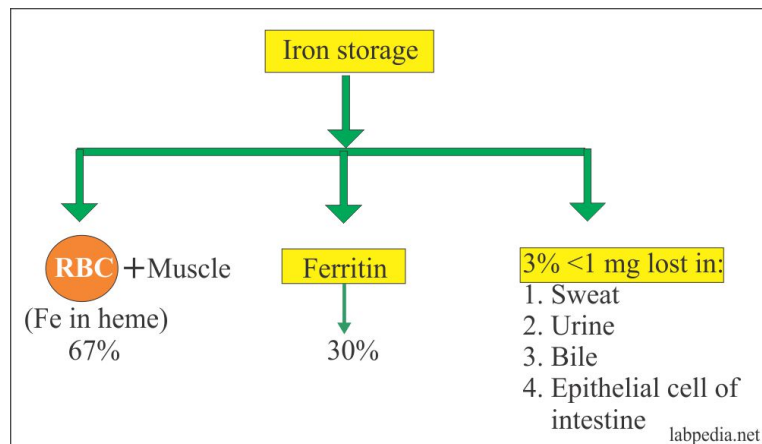 Iron storage
RBC +Muscle
(Fe in heme)
67%
Ferritin
30%
3% <1 mg lost in:
1. Sweat
2. Urine
3. Bile
4. Epithelial cell of
intestine
labpedia.net